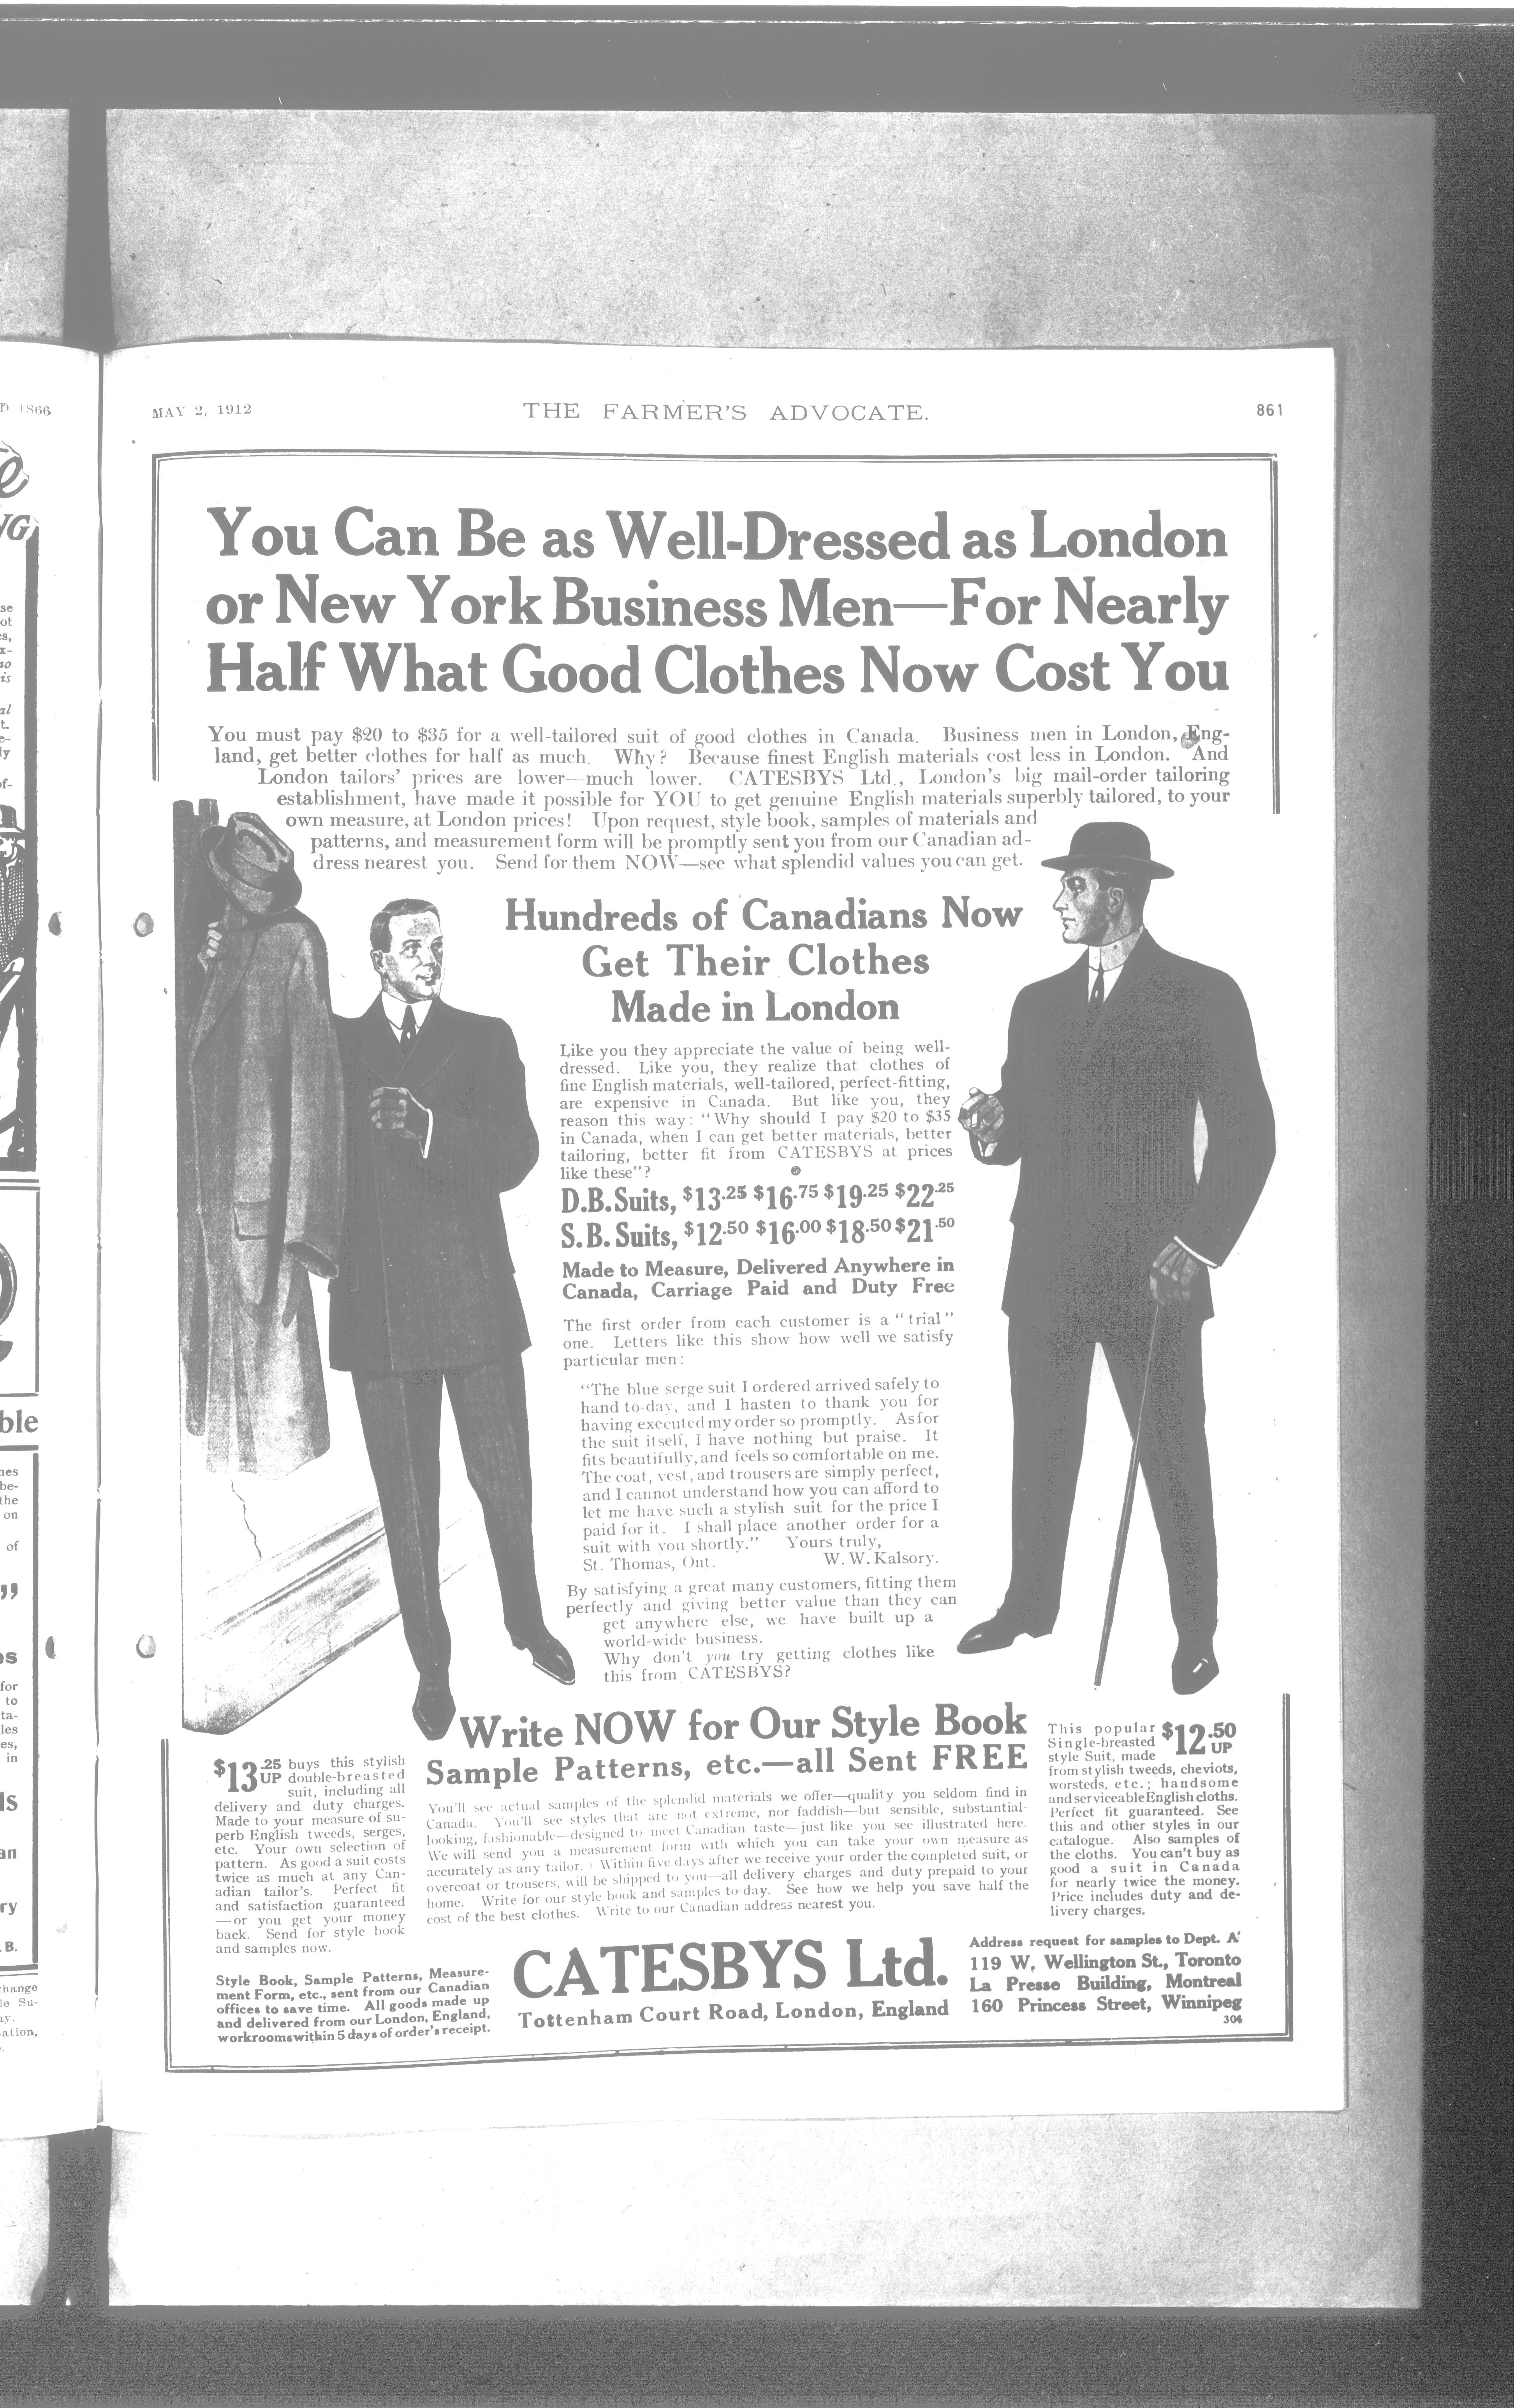 MAY 2, 1912
THE FARMER'S ADVOCATE.
861
You Can Be as Well-Dressed as London
or New York Business Men—For Nearly
Half What Good Clothes Now Cost You
You must pay $20 to $35 for a well-tailored suit of good clothes in Canada. Business men in London, Eng-
land, get better clothes for half as much. Why? Because finest English materials cost less in London. And
London tailors' prices are lower—much lower. CATESBYS Ltd., London's big mail-order tailoring
establishment, have made it possible for YOU to get genuine English materials superbly tailored, to your
own measure, at London prices! Upon request, style book, samples of materials and
patterns, and measurement form will be promptly sent you from our Canadian ad-
dress nearest you. Send for them NOW—see what splendid values you can get.
Hundreds of Canadians Now
Get Their Clothes
Made in London
Like you they appreciate the value of being well-
dressed. Like you, they realize that clothes of
fine English materials, well-tailored, perfect-fitting,
are expensive in Canada. But like you, they
reason this way: "Why should I pay $20 to $35
in Canada, when I can get better materials, better
tailoring, better fit from CATESBYS at prices
like these"?
D.B. Suits, $13.25 $16.75 $19.25 $22.25
S.B. Suits, $12.50 $16.00 $18.50 $21.50
Made to Measure, Delivered Anywhere in
Canada, Carriage Paid and Duty Free
The first order from each customer is a "trial"
one. Letters like this show how well we satisfy
particular men:
"The blue serge suit I ordered arrived safely to
hand to-day, and I hasten to thank you for
having executed my order so promptly. As for
the suit itself, I have nothing but praise. It
fits beautifully, and feels so comfortable on me.
The coat, vest, and trousers are simply perfect,
and I cannot understand how you can afford to
let me have such a stylish suit for the price I
paid for it. I shall place another order for a
suit with you shortly." Yours truly,
St. Thomas, Ont. W. W. Kalsory.
By satisfying a great many customers, fitting them
perfectly and giving better value than they can
get anywhere else, we have built up a
world-wide business.
Why don't you try getting clothes like
this from CATESBYS?
Write NOW for Our Style Book
Sample Patterns, etc.—all Sent FREE
You'll see actual samples of the splendid materials we offer—quality you seldom find in
Canada. You'll see styles that are not extreme, nor faddish—but sensible, substantial-
looking, fashionable—designed to meet Canadian taste—just like you see illustrated here.
We will send you a measurement form with which you can take your own measure as
accurately as any tailor. Within five days after we receive your order the completed suit, or
overcoat or trousers, will be shipped to you—all delivery charges and duty prepaid to your
home. Write for our style book and samples to-day. See how we help you save half the
cost of the best clothes. Write to our Canadian address nearest you.
$13.25 UP buys this stylish
double-breasted
suit, including all
delivery and duty charges.
Made to your measure of su-
perb English tweeds, serges,
etc. Your own selection of
pattern. As good a suit costs
twice as much at any Can-
adian tailor's. Perfect fit
and satisfaction guaranteed
—or you get your money
back. Send for style book
and samples now.
This popular $12.50 UP
Single-breasted
style Suit, made
from stylish tweeds, cheviots,
worsteds, etc.; handsome
and serviceable English cloths.
Perfect fit guaranteed. See
this and other styles in our
catalogue. Also samples of
the cloths. You can't buy as
good a suit in Canada
for nearly twice the money.
Price includes duty and de-
livery charges.
Style Book, Sample Patterns, Measure-
ment Form, etc., sent from our Canadian
offices to save time. All goods made up
and delivered from our London, England,
workrooms within 5 days of order's receipt.
CATESBYS Ltd.
Tottenham Court Road, London, England
Address request for samples to Dept. A
119 W. Wellington St., Toronto
La Presse Building, Montreal
160 Princess Street, Winnipeg
304